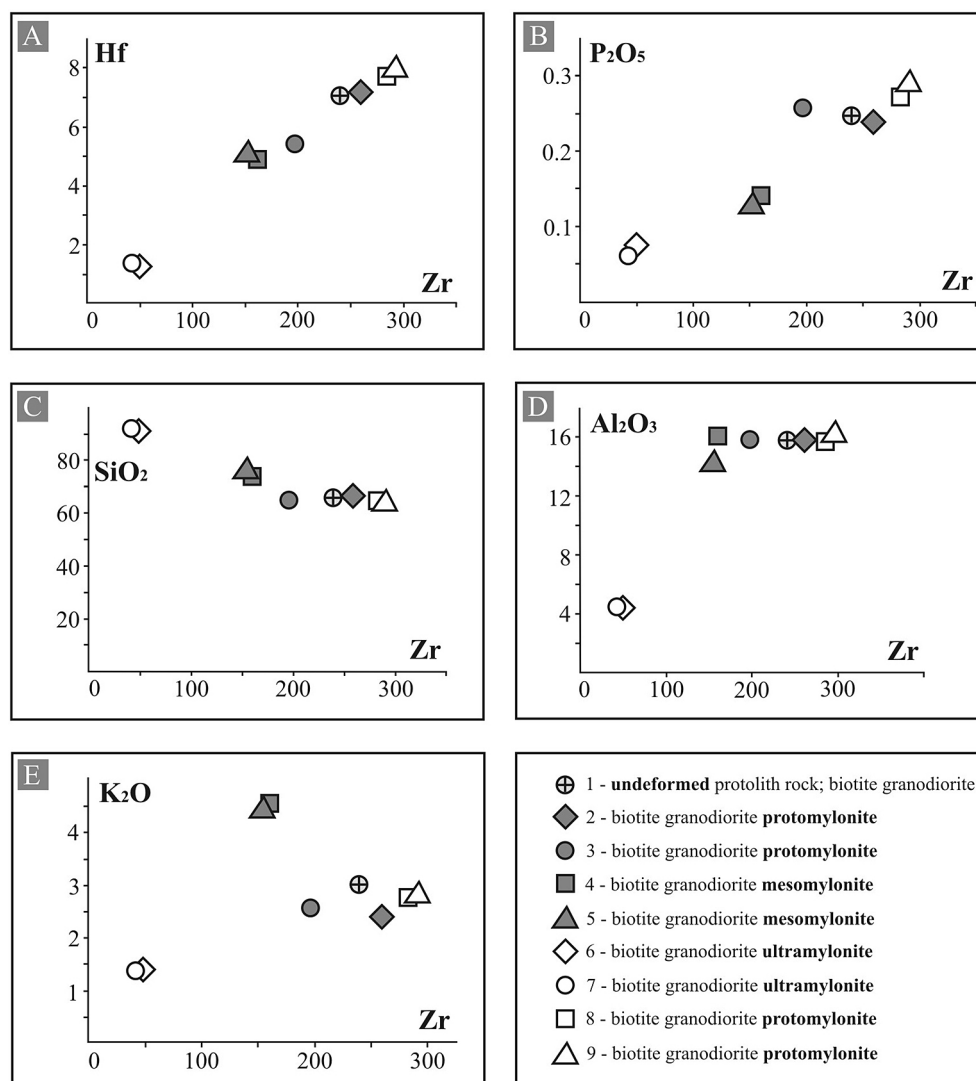 A
Hf
8
6
4
2
Zr
0 100 200 300
B
P₂O₅
0.3
0.2
0.1
Zr
0 100 200 300
C
80
SiO₂
60
40
20
Zr
0 100 200 300
D
Al₂O₃
16
12
8
4
Zr
0 100 200 300
E
K₂O
4
3
2
1
Zr
0 100 200 300
1 - undeformed protolith rock; biotite granodiorite
2 - biotite granodiorite protomylonite
3 - biotite granodiorite protomylonite
4 - biotite granodiorite mesomylonite
5 - biotite granodiorite mesomylonite
6 - biotite granodiorite ultramylonite
7 - biotite granodiorite ultramylonite
8 - biotite granodiorite protomylonite
9 - biotite granodiorite protomylonite